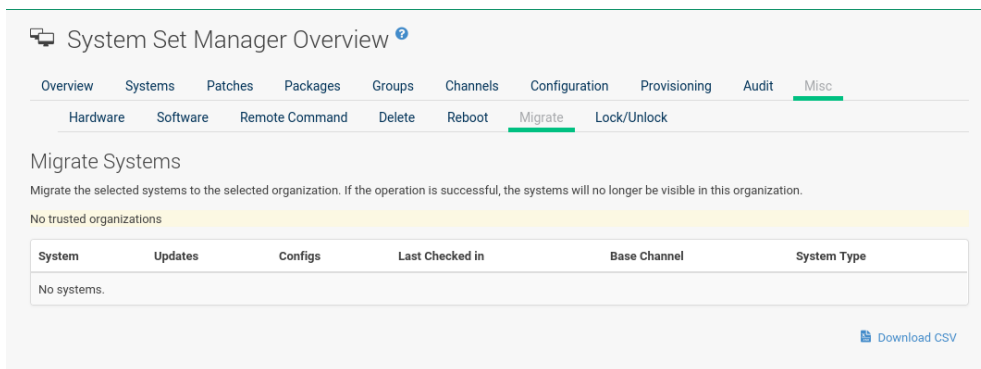 System Set Manager Overview ?
Overview Systems Patches Packages Groups Channels Configuration Provisioning Audit Misc
Hardware Software Remote Command Delete Reboot Migrate Lock/Unlock
Migrate Systems
Migrate the selected systems to the selected organization. If the operation is successful, the systems will no longer be visible in this organization.
No trusted organizations
System Updates Configs Last Checked in Base Channel System Type
No systems.
Download CSV